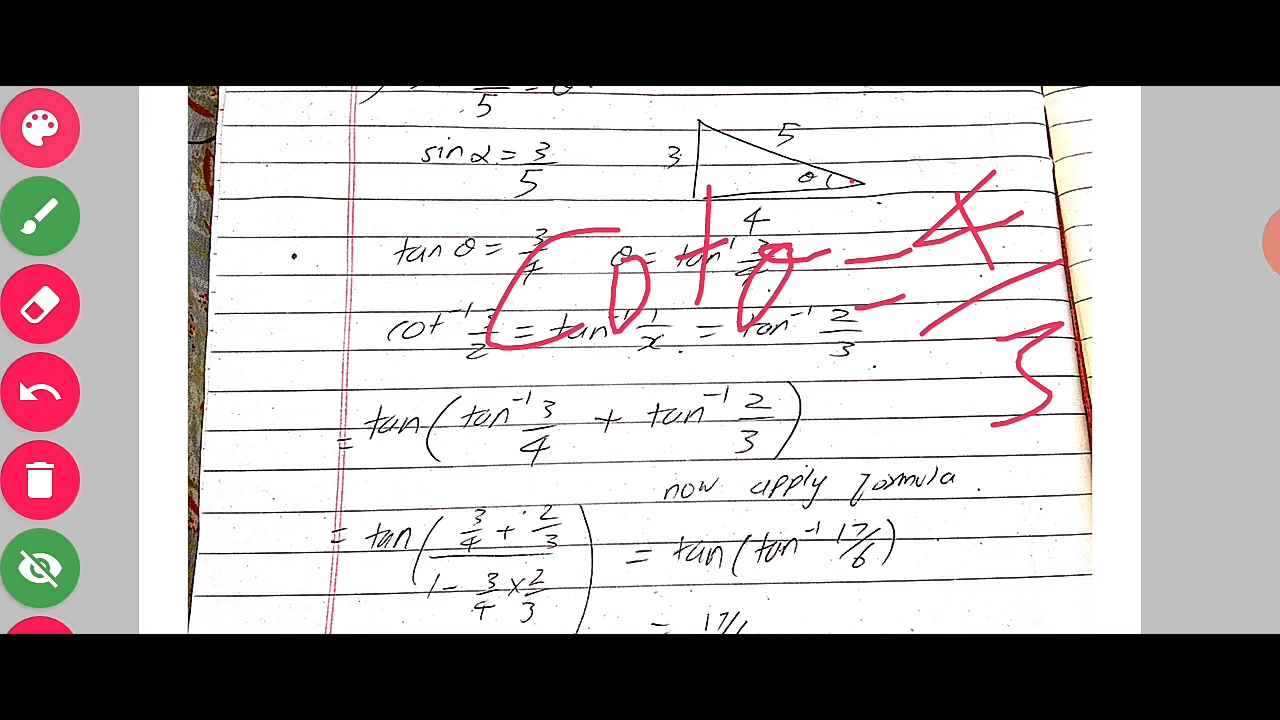 5
sin α = 3/5
3 5 θ 4
tan θ = 3/4 θ = tan⁻¹ 3/4
cot θ = 4/3
cot⁻¹ 3/2 = tan⁻¹ 1/x = tan⁻¹ 2/3
= tan(tan⁻¹ 3/4 + tan⁻¹ 2/3)
now apply formula.
= tan((3/4 + 2/3)/(1 - 3/4 × 2/3)) = tan(tan⁻¹ 17/6)